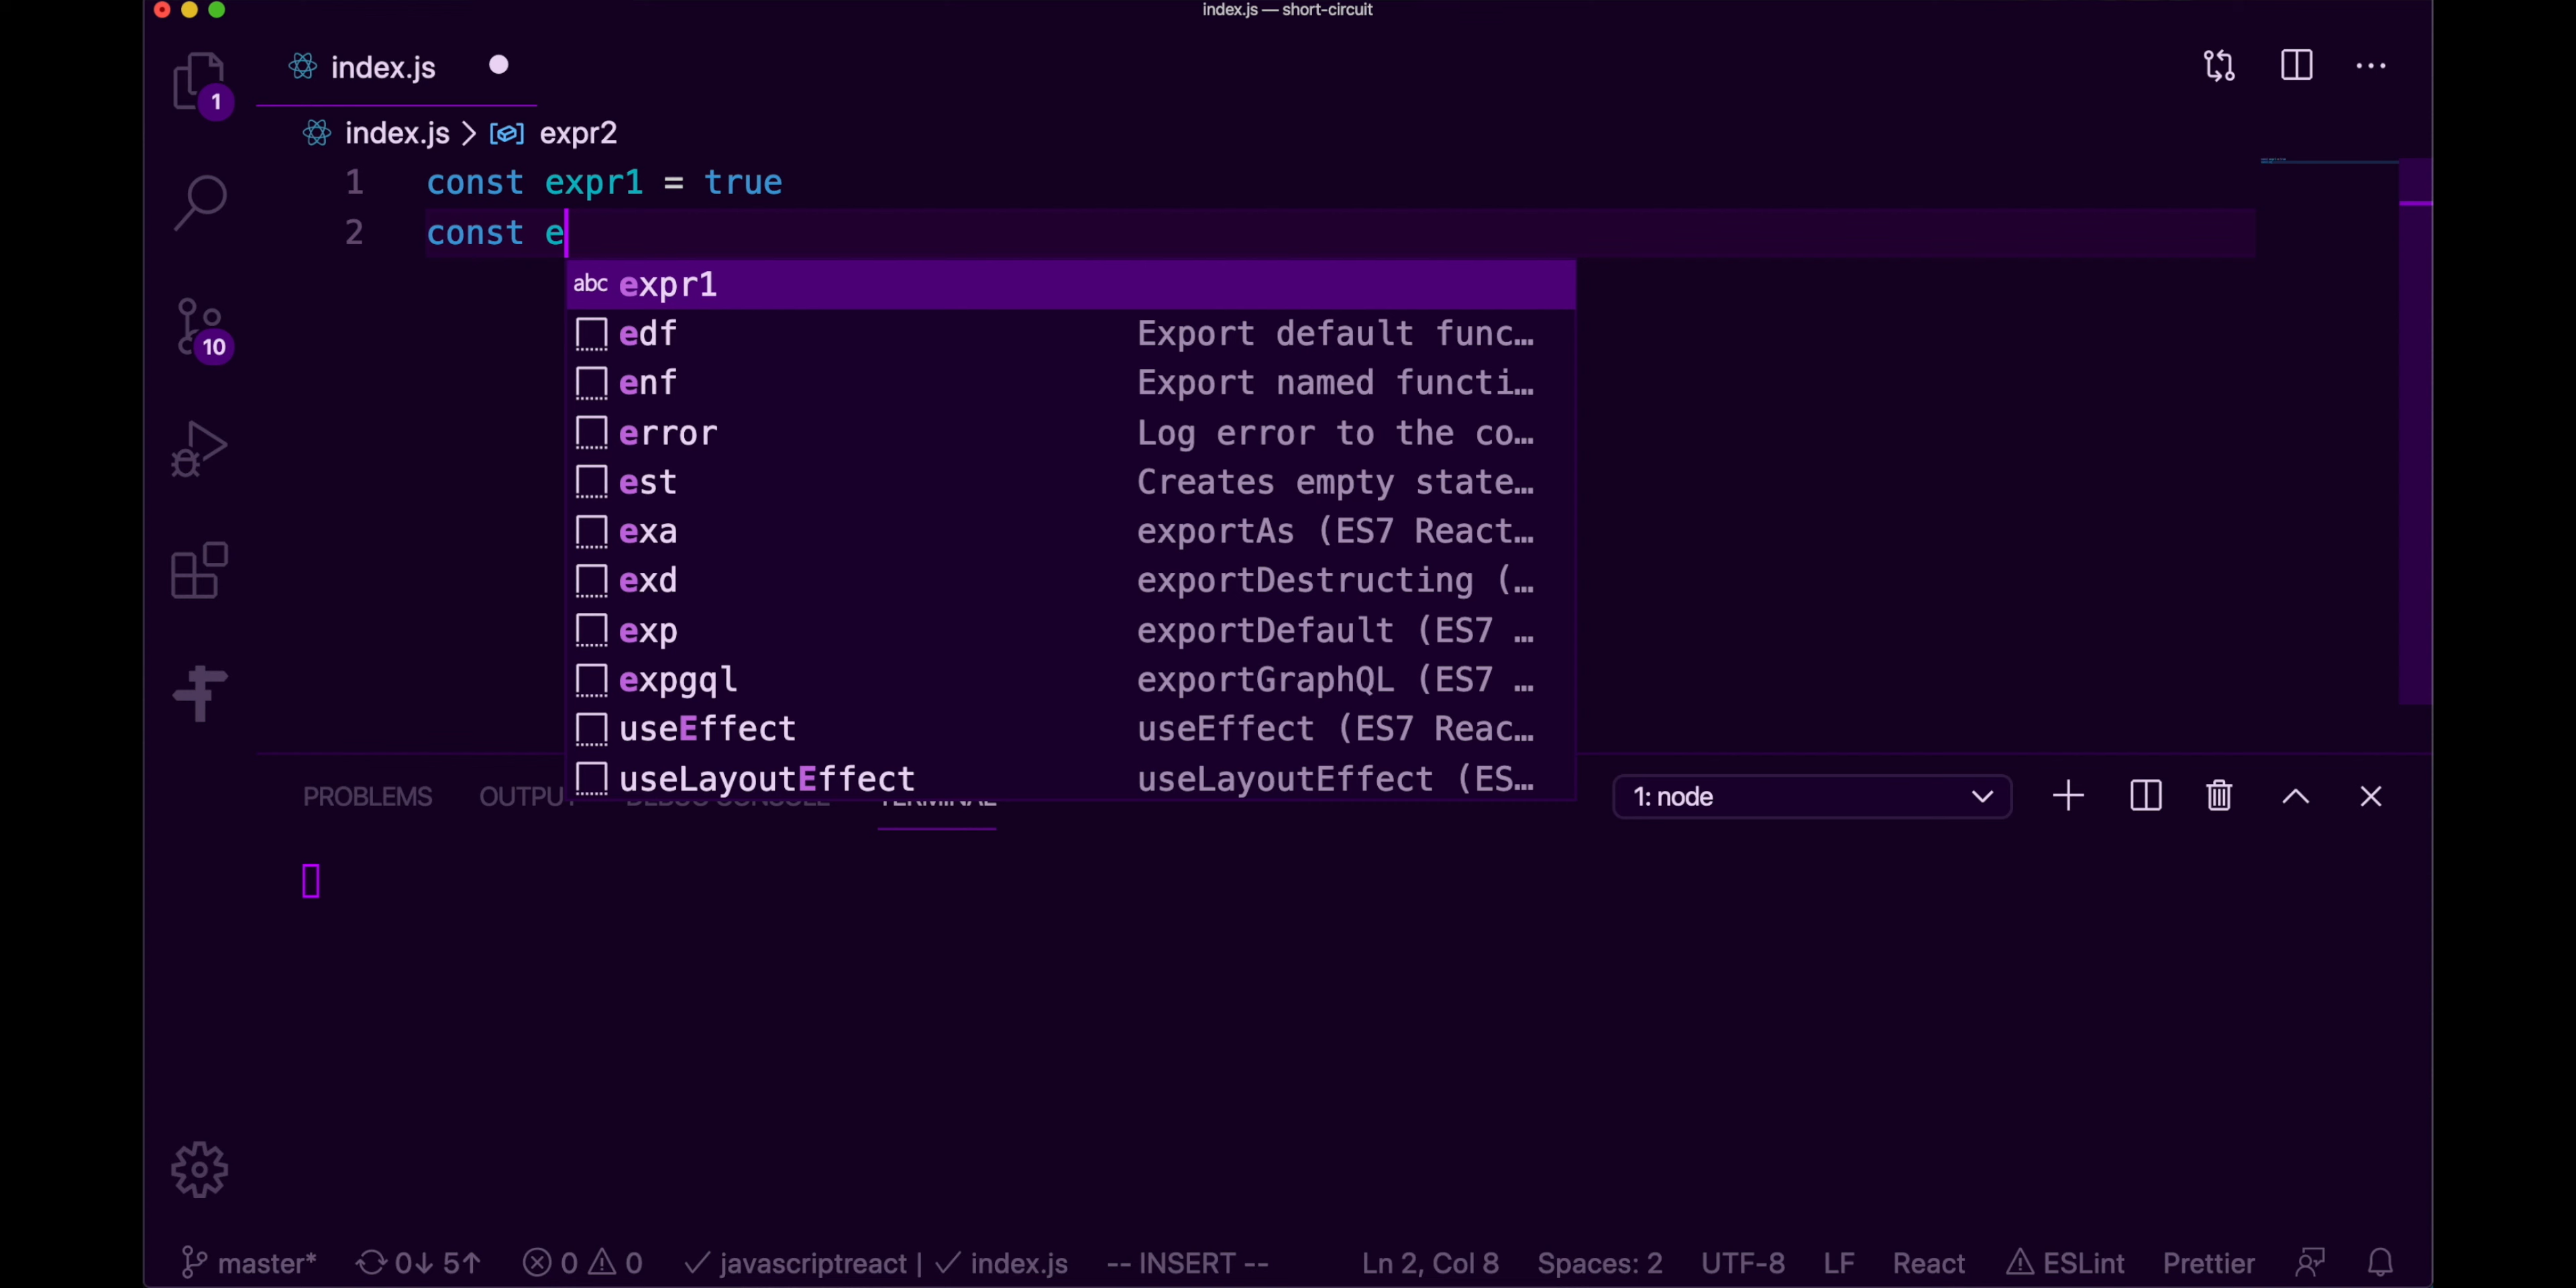 index.js — short-circuit
index.js
1
index.js > expr2
1 const expr1 = true
2 const e
abc expr1
edf Export default func…
enf Export named functi…
error Log error to the co…
est Creates empty state…
exa exportAs (ES7 React…
exd exportDestructing (…
exp exportDefault (ES7 …
expgql exportGraphQL (ES7 …
useEffect useEffect (ES7 Reac…
useLayoutEffect useLayoutEffect (ES…
10
PROBLEMS OUTPUT DEBUG CONSOLE TERMINAL 1: node
master* 0↓ 5↑ 0 0 javascriptreact | index.js -- INSERT -- Ln 2, Col 8 Spaces: 2 UTF-8 LF React ESLint Prettier